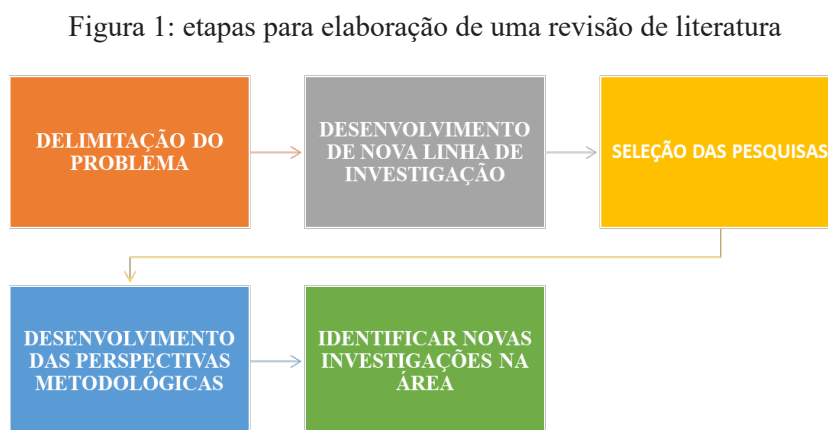 Figura 1: etapas para elaboração de uma revisão de literatura
DELIMITAÇÃO DO
PROBLEMA
DESENVOLVIMENTO
DE NOVA LINHA DE
INVESTIGAÇÃO
SELEÇÃO DAS PESQUISAS
DESENVOLVIMENTO
DAS PERSPECTIVAS
METODOLÓGICAS
IDENTIFICAR NOVAS
INVESTIGAÇÕES NA
ÁREA